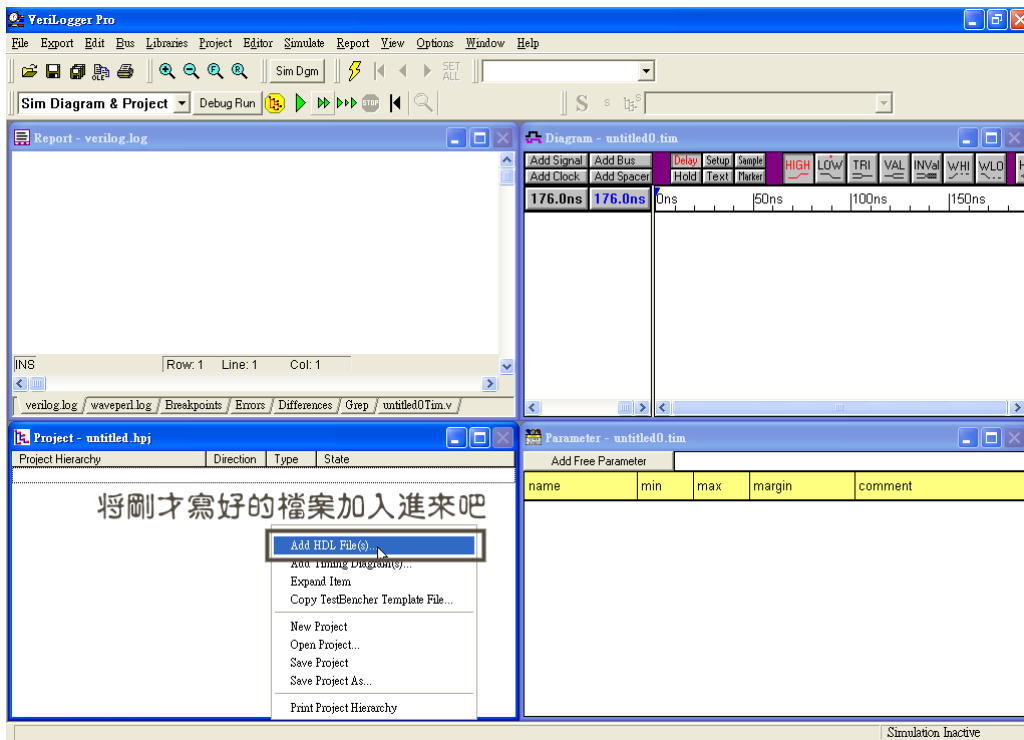 VeriLogger Pro
File Export Edit Bus Libraries Project Editor Simulate Report View Options Window Help
OLE Sim Dgm SET ALL
Sim Diagram & Project Debug Run STOP S s
Report - verilog.log
INS Row: 1 Line: 1 Col: 1
verilog.log waveperl.log Breakpoints Errors Differences Grep untitled0Tim.v
Diagram - untitled0.tim
Add Signal Add Bus Delay Setup Sample HIGH LOW TRI VAL INVal WHI WLO H
Add Clock Add Spacer Hold Text Marker
176.0ns 176.0ns 0ns 50ns 100ns 150ns
Project - untitled.hpj
Project Hierarchy Direction Type State
将剛才寫好的檔案加入進來吧
Add HDL File(s)...
Add Timing Diagram(s)...
Expand Item
Copy TestBencher Template File...
New Project
Open Project...
Save Project
Save Project As...
Print Project Hierarchy
Parameter - untitled0.tim
Add Free Parameter
name min max margin comment
Simulation Inactive